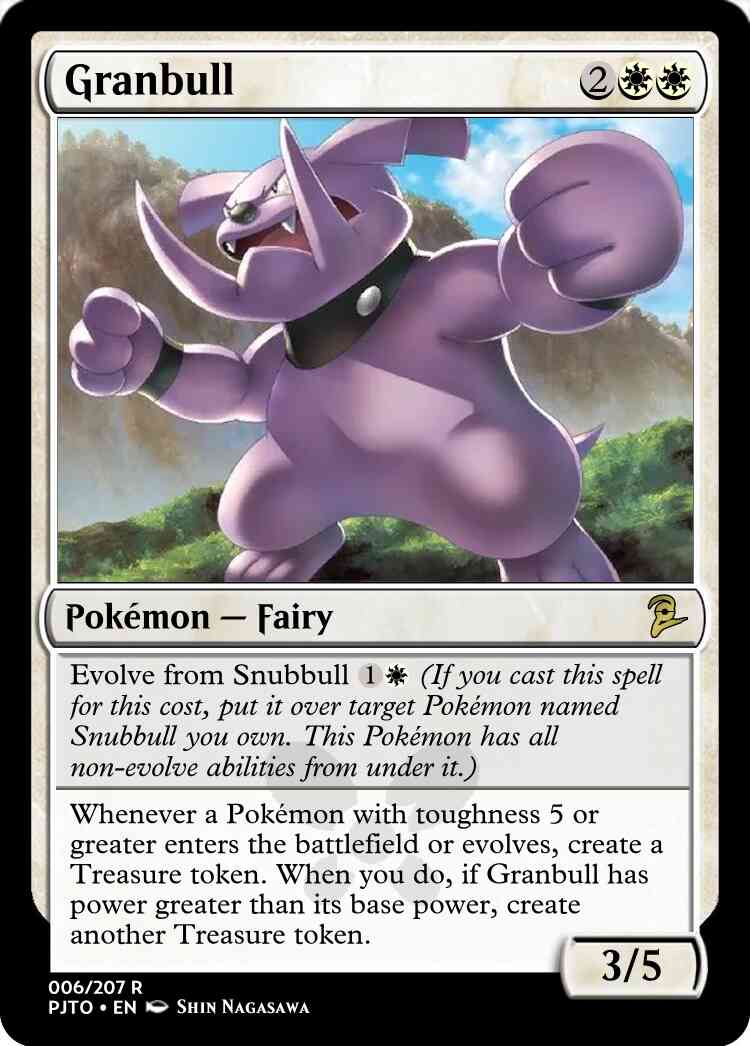 Granbull 2
Pokémon — Fairy
Evolve from Snubbull 1 (If you cast this spell
for this cost, put it over target Pokémon named
Snubbull you own. This Pokémon has all
non-evolve abilities from under it.)
Whenever a Pokémon with toughness 5 or
greater enters the battlefield or evolves, create a
Treasure token. When you do, if Granbull has
power greater than its base power, create
another Treasure token.
3/5
006/207 R
PJTO • EN Shin Nagasawa